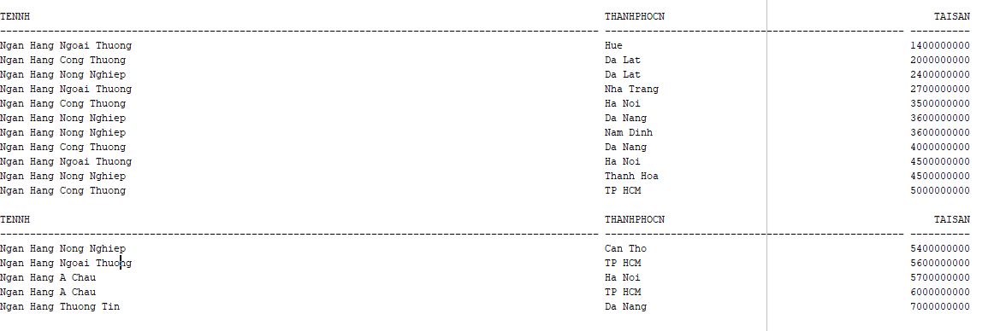 TENNH THANHPHOCN TAISAN
---------------------------------------------------------------------------------------------------- -------------------------------------------------- ----------
Ngan Hang Ngoai Thuong Hue 1400000000
Ngan Hang Cong Thuong Da Lat 2000000000
Ngan Hang Nong Nghiep Da Lat 2400000000
Ngan Hang Ngoai Thuong Nha Trang 2700000000
Ngan Hang Cong Thuong Ha Noi 3500000000
Ngan Hang Nong Nghiep Da Nang 3600000000
Ngan Hang Nong Nghiep Nam Dinh 3600000000
Ngan Hang Cong Thuong Da Nang 4000000000
Ngan Hang Ngoai Thuong Ha Noi 4500000000
Ngan Hang Nong Nghiep Thanh Hoa 4500000000
Ngan Hang Cong Thuong TP HCM 5000000000
TENNH THANHPHOCN TAISAN
---------------------------------------------------------------------------------------------------- -------------------------------------------------- ----------
Ngan Hang Nong Nghiep Can Tho 5400000000
Ngan Hang Ngoai Thuong TP HCM 5600000000
Ngan Hang A Chau Ha Noi 5700000000
Ngan Hang A Chau TP HCM 6000000000
Ngan Hang Thuong Tin Da Nang 7000000000